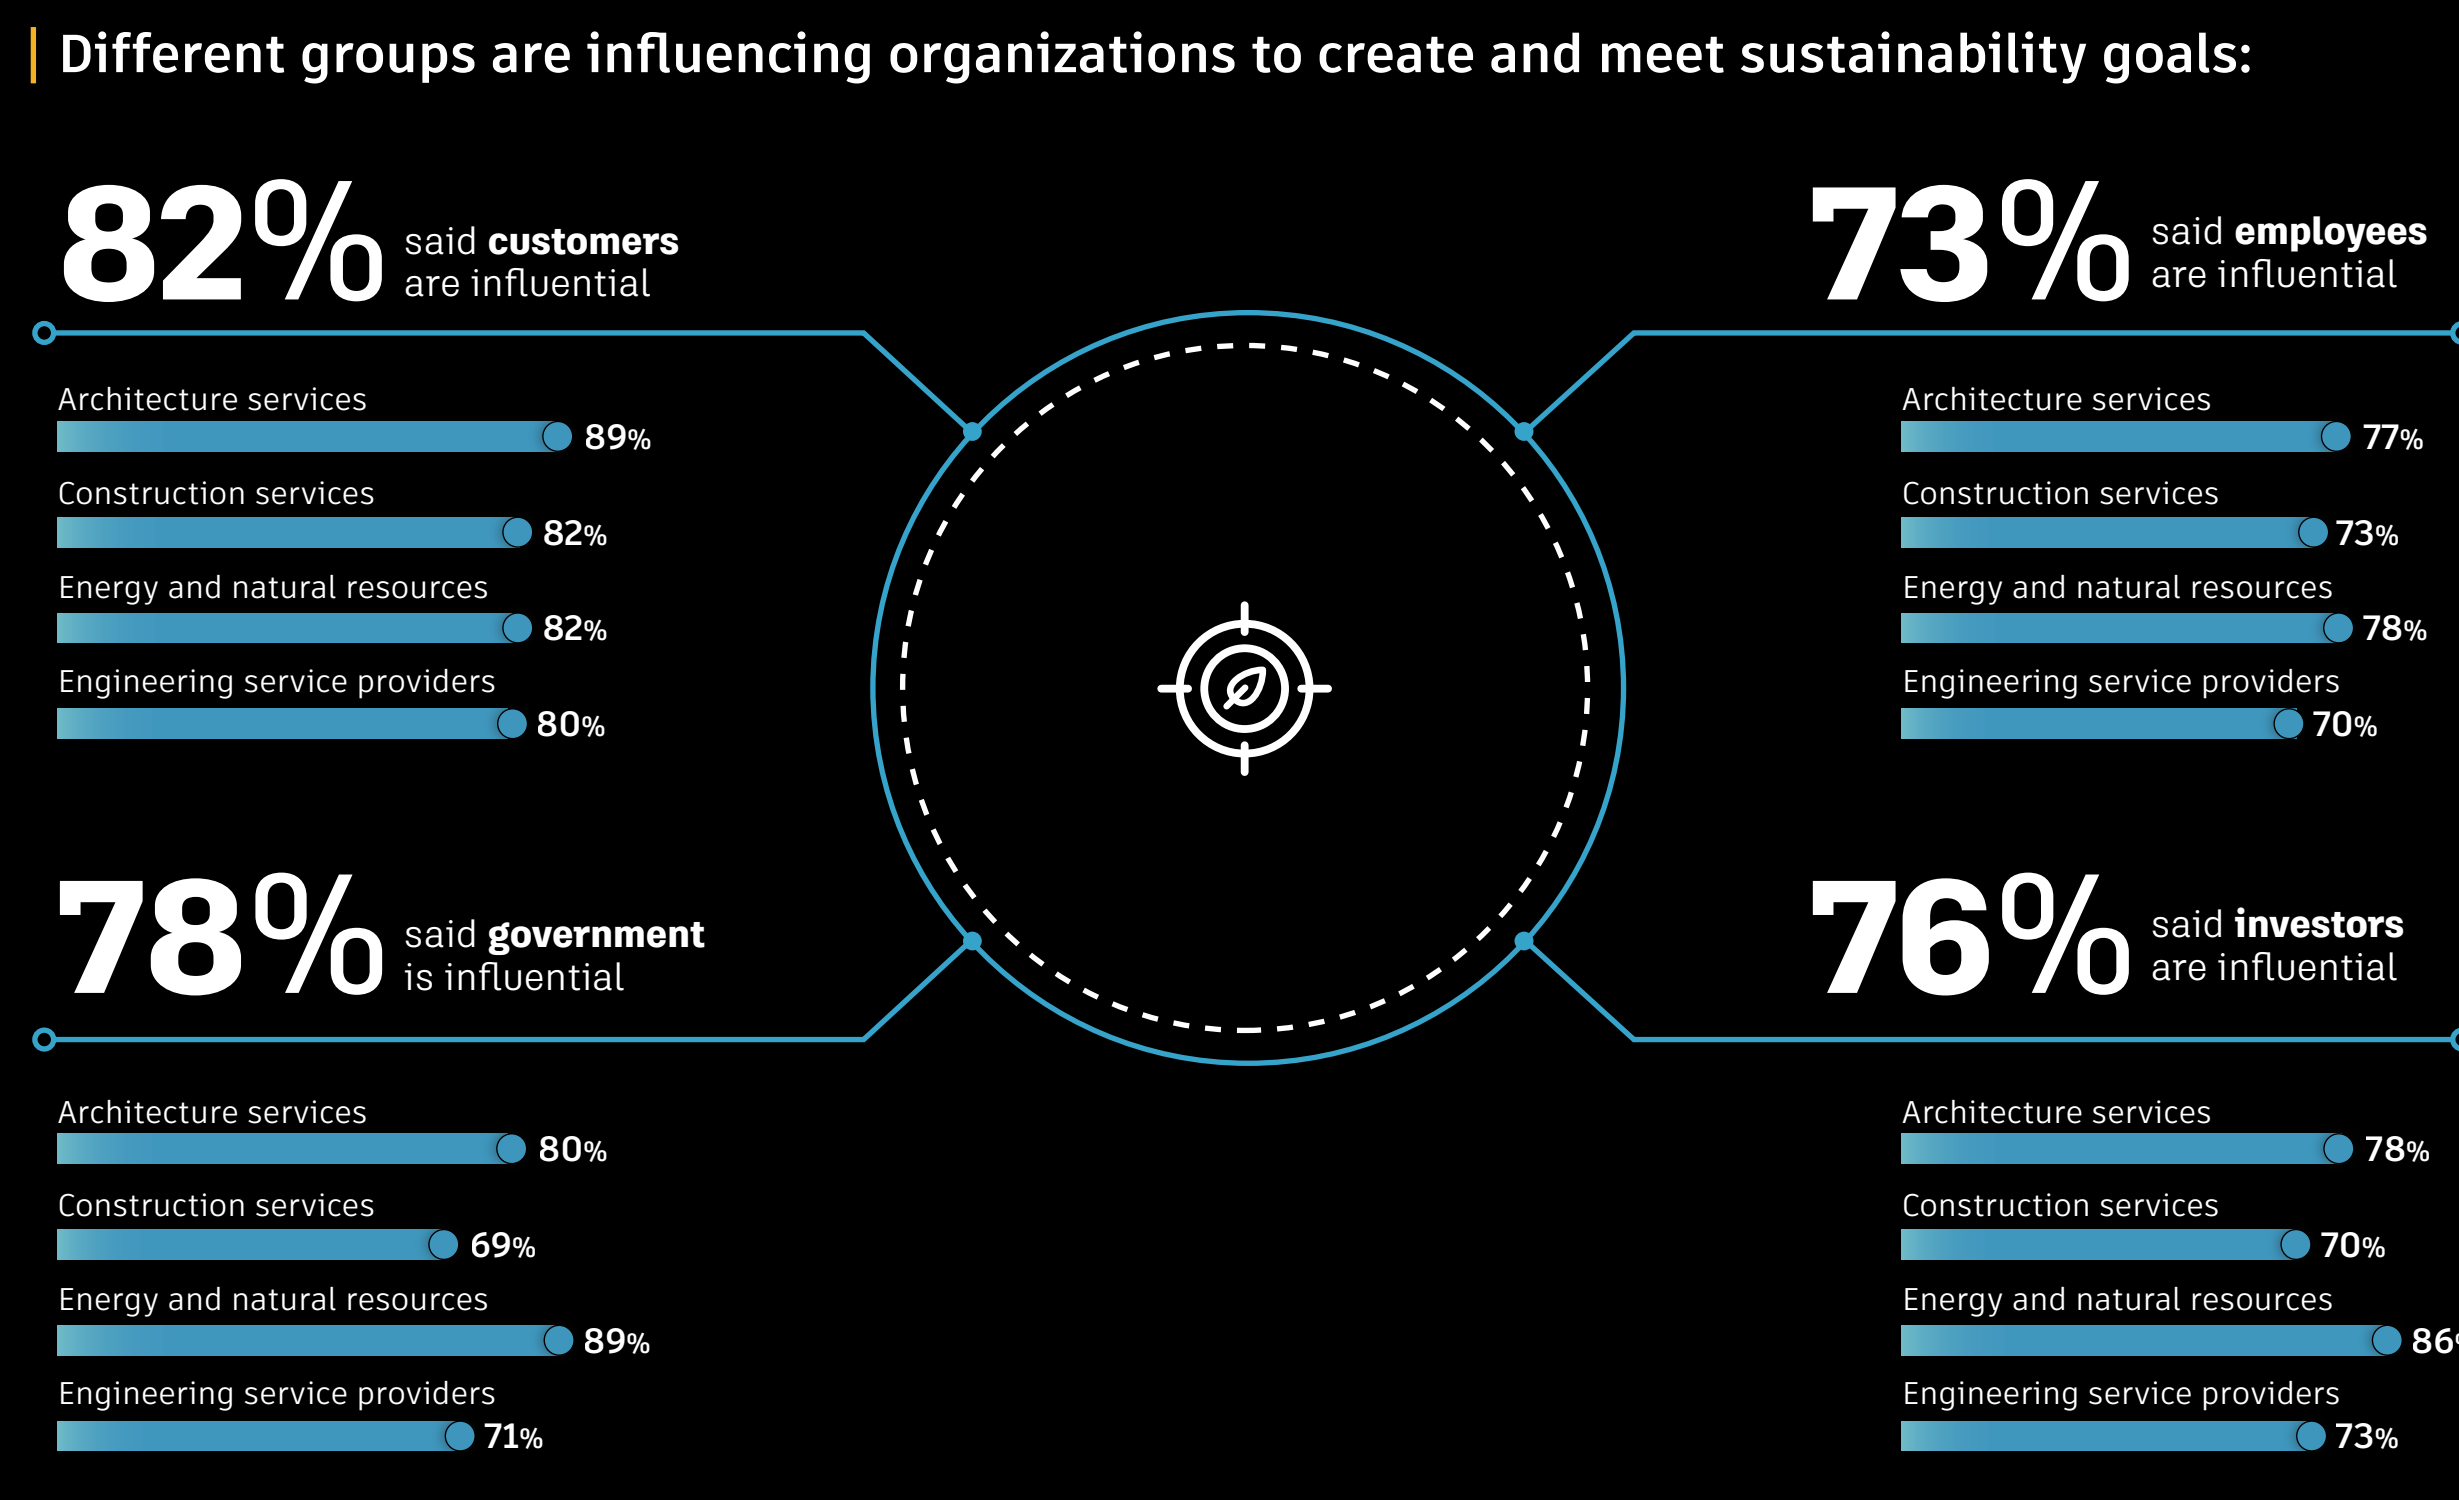 Different groups are influencing organizations to create and meet sustainability goals:
82% said customers
are influential
Architecture services
89%
Construction services
82%
Energy and natural resources
82%
Engineering service providers
80%
73% said employees
are influential
Architecture services
77%
Construction services
73%
Energy and natural resources
78%
Engineering service providers
70%
78% said government
is influential
Architecture services
80%
Construction services
69%
Energy and natural resources
89%
Engineering service providers
71%
76% said investors
are influential
Architecture services
78%
Construction services
70%
Energy and natural resources
86%
Engineering service providers
73%